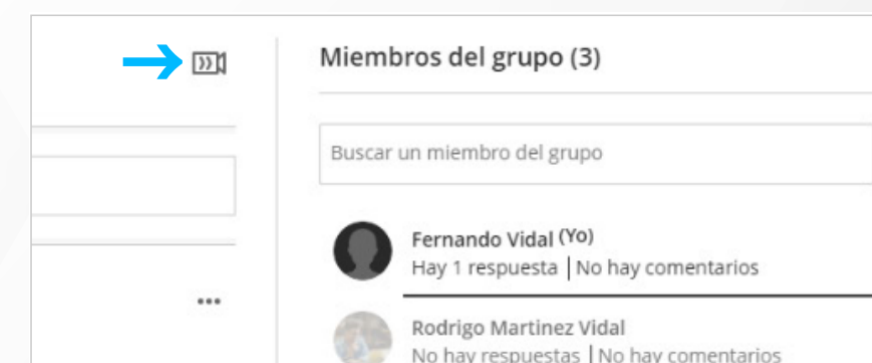 Miembros del grupo (3)
Buscar un miembro del grupo
Fernando Vidal (Yo)
Hay 1 respuesta | No hay comentarios
Rodrigo Martinez Vidal
No hay respuestas | No hay comentarios